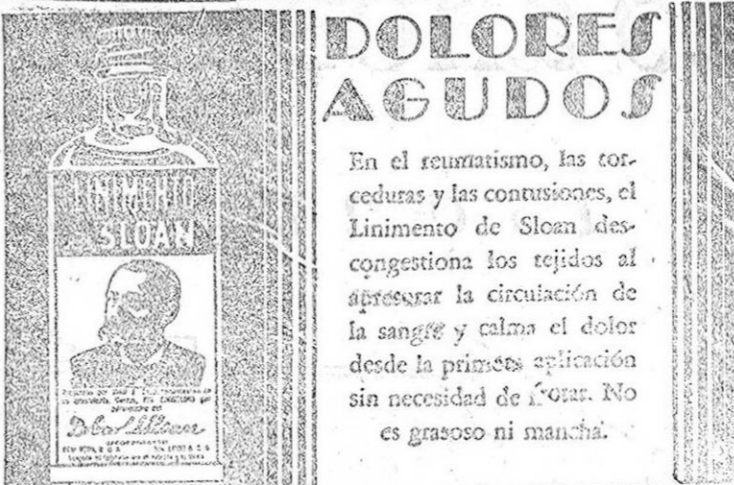 LINIMENTO
SLOAN
DOLORES
AGUDOS
En el reumatismo, las tor-
ceduras y las contusiones, el
Linimento de Sloan des-
congestiona los tejidos al
apresurar la circulación de
la sangre y calma el dolor
desde la primera aplicación
sin necesidad de frotar. No
es grasoso ni mancha.